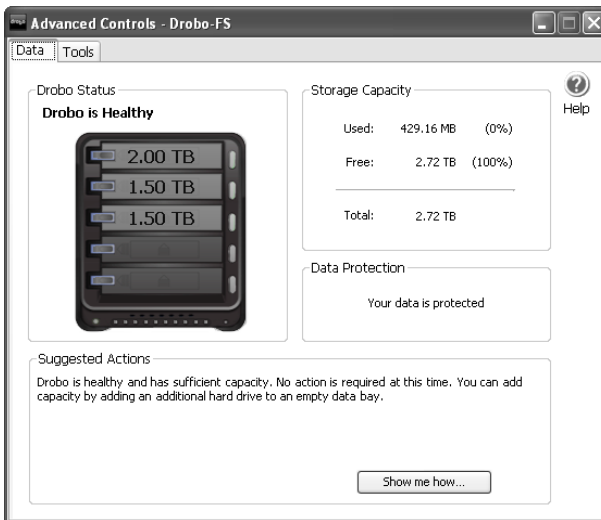 Advanced Controls - Drobo-FS
Data
Tools
Drobo Status
Drobo is Healthy
2.00 TB
1.50 TB
1.50 TB
Storage Capacity
Used: 429.16 MB (0%)
Free: 2.72 TB (100%)
Total: 2.72 TB
Help
Data Protection
Your data is protected
Suggested Actions
Drobo is healthy and has sufficient capacity. No action is required at this time. You can add
capacity by adding an additional hard drive to an empty data bay.
Show me how...